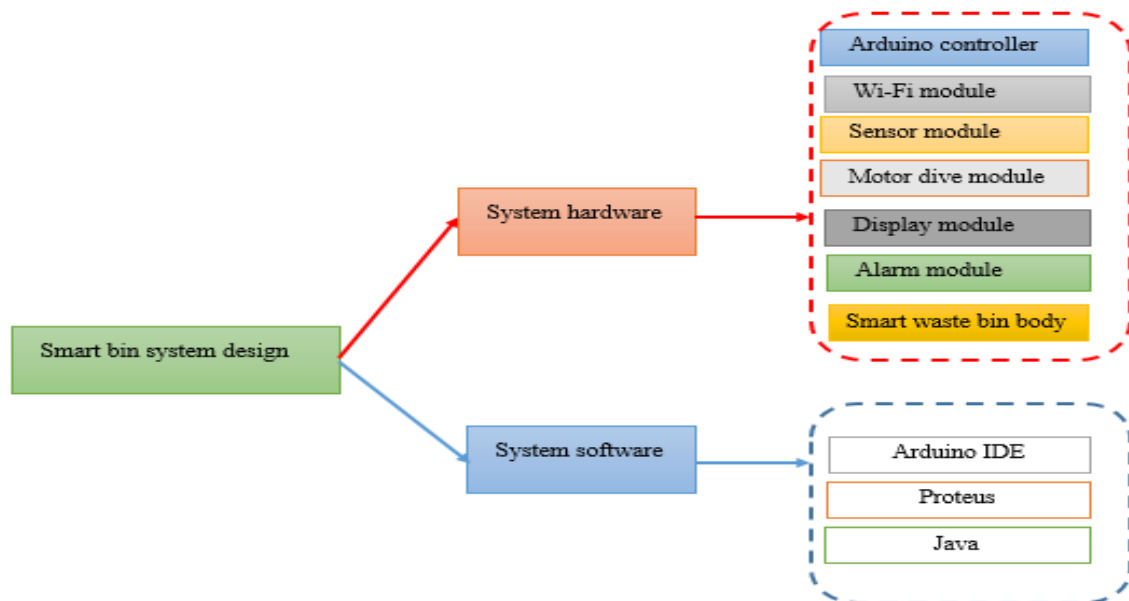 Arduino controller
Wi-Fi module
Sensor module
Motor dive module
Display module
Alarm module
Smart waste bin body
System hardware
Smart bin system design
System software
Arduino IDE
Proteus
Java